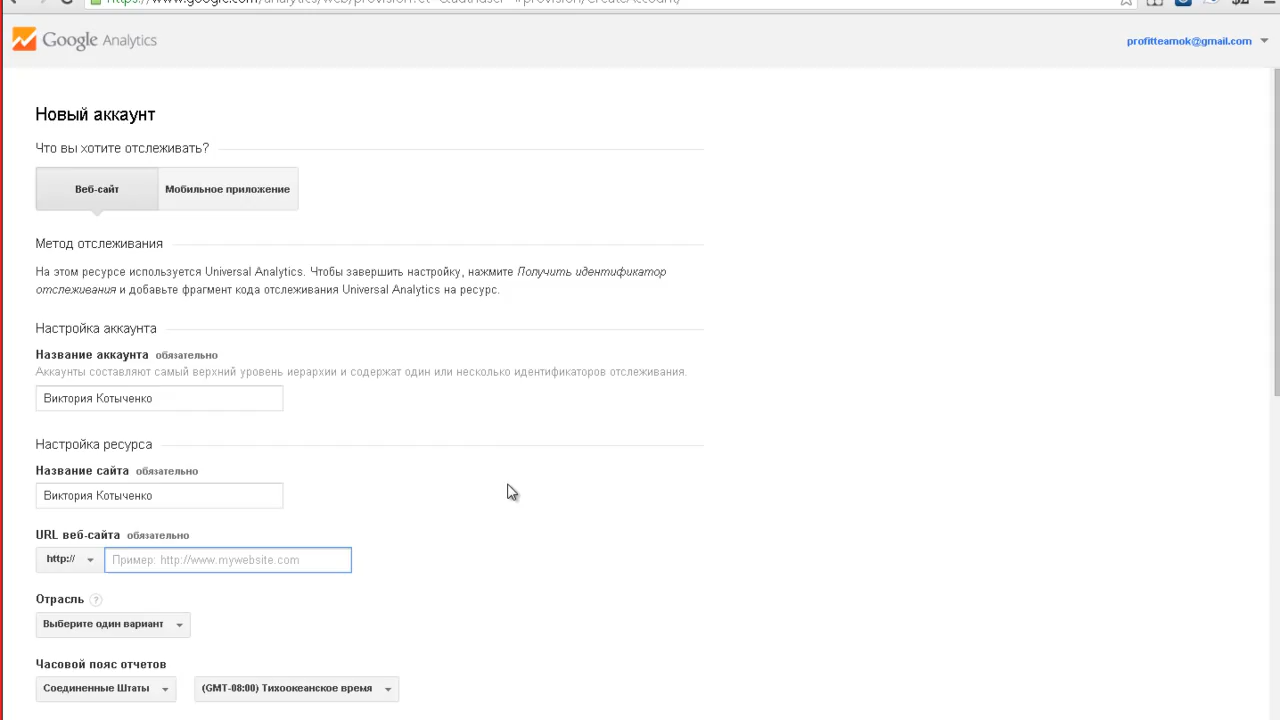 Google Analytics
profitteamok@gmail.com
Новый аккаунт
Что вы хотите отслеживать?
Веб-сайт
Мобильное приложение
Метод отслеживания
На этом ресурсе используется Universal Analytics. Чтобы завершить настройку, нажмите Получить идентификатор
отслеживания и добавьте фрагмент кода отслеживания Universal Analytics на ресурс.
Настройка аккаунта
Название аккаунта обязательно
Аккаунты составляют самый верхний уровень иерархии и содержат один или несколько идентификаторов отслеживания.
Виктория Котыченко
Настройка ресурса
Название сайта обязательно
Виктория Котыченко
URL веб-сайта обязательно
http:// Пример: http://www.mywebsite.com
Отрасль ?
Выберите один вариант
Часовой пояс отчетов
Соединенные Штаты (GMT-08:00) Тихоокеанское время